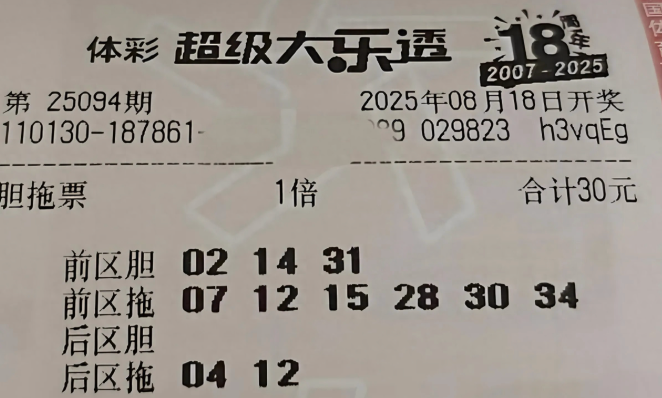 体彩 超级大乐透 18周年
2007-2025
第 25094期 2025年08月18日开奖
110130-187861- 89 029823 h3vqEg
胆拖票 1倍 合计30元
前区胆 02 14 31
前区拖 07 12 15 28 30 34
后区胆
后区拖 04 12